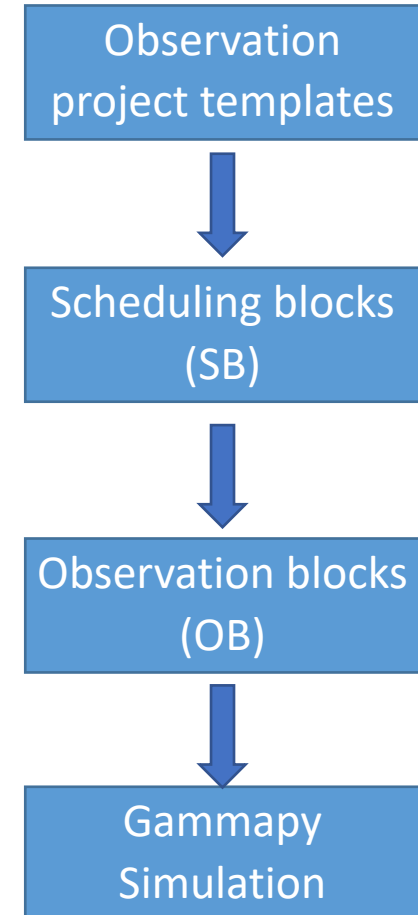 Observation
project templates
Scheduling blocks
(SB)
Observation blocks
(OB)
Gammapy
Simulation